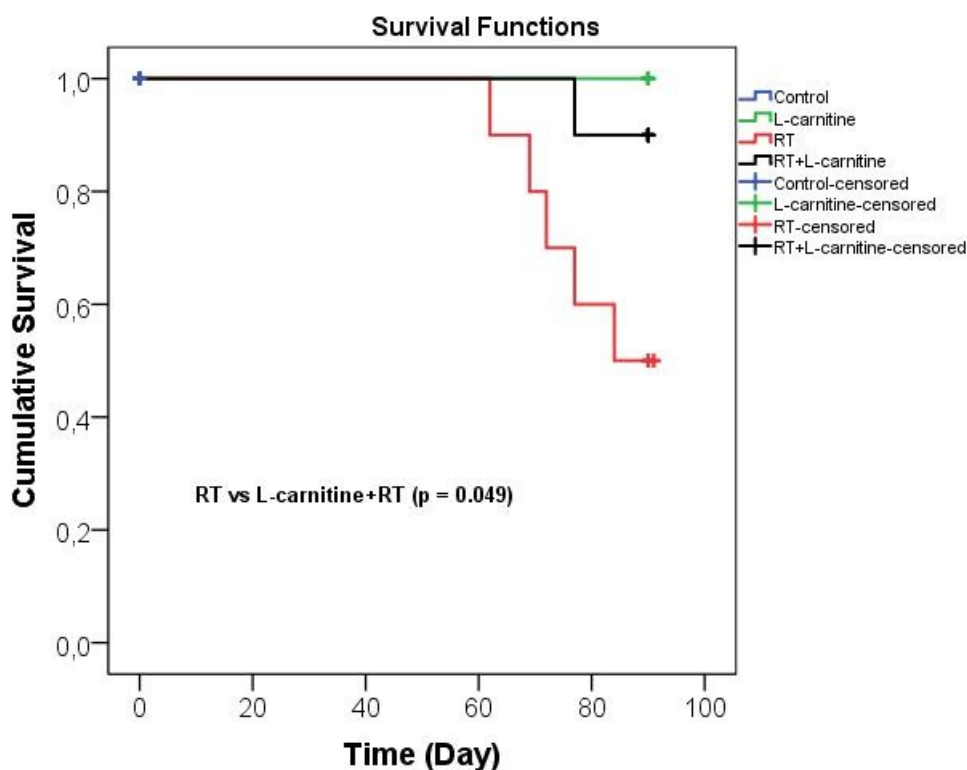 Survival Functions
1,0
0,8
0,6
0,4
0,2
0,0
Cumulative Survival
RT vs L-carnitine+RT (p = 0.049)
0 20 40 60 80 100
Time (Day)
Control
L-carnitine
RT
RT+L-carnitine
Control-censored
L-carnitine-censored
RT-censored
RT+L-carnitine-censored